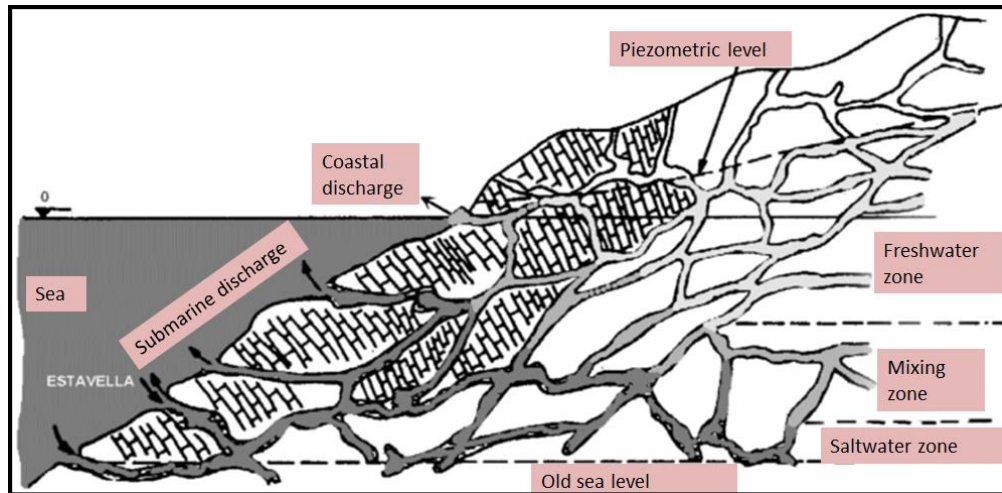 Piezometric level
Coastal
discharge
0
Freshwater
zone
Sea
Submarine discharge
ESTAVELLA
Mixing
zone
Saltwater zone
Old sea level